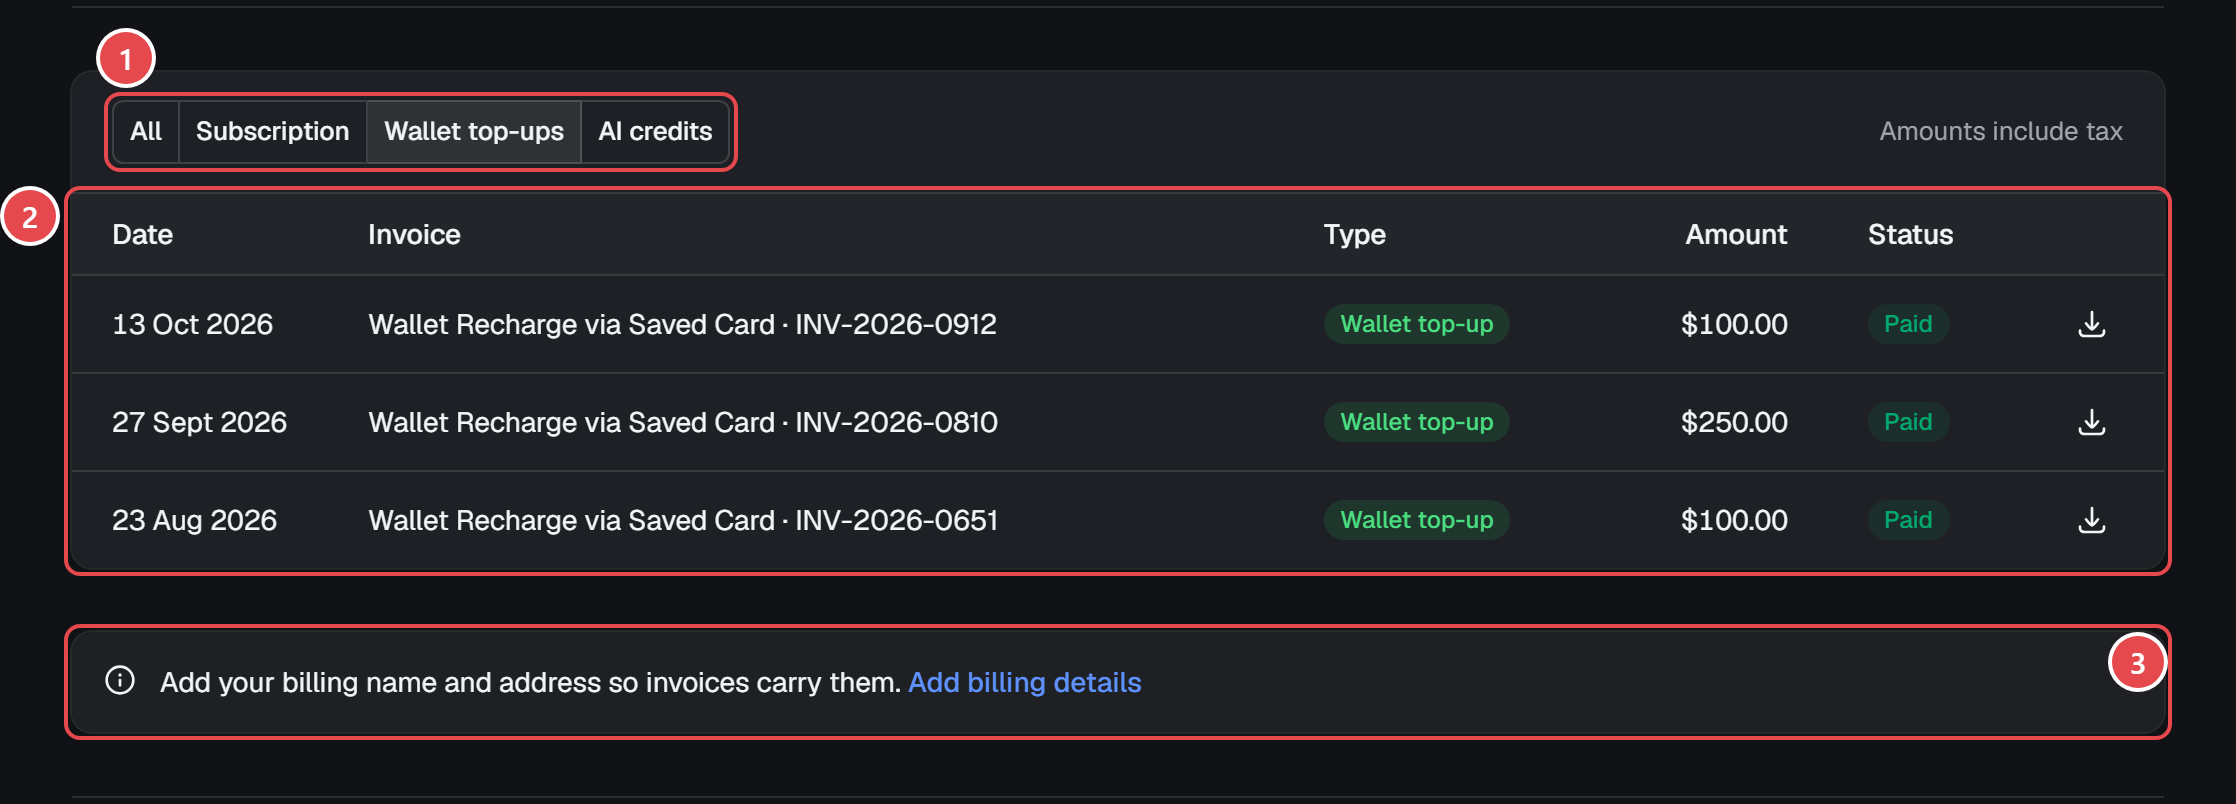 1
All Subscription Wallet top-ups AI credits Amounts include tax
2
Date Invoice Type Amount Status
13 Oct 2026 Wallet Recharge via Saved Card · INV-2026-0912 Wallet top-up $100.00 Paid
27 Sept 2026 Wallet Recharge via Saved Card · INV-2026-0810 Wallet top-up $250.00 Paid
23 Aug 2026 Wallet Recharge via Saved Card · INV-2026-0651 Wallet top-up $100.00 Paid
3
Add your billing name and address so invoices carry them. Add billing details